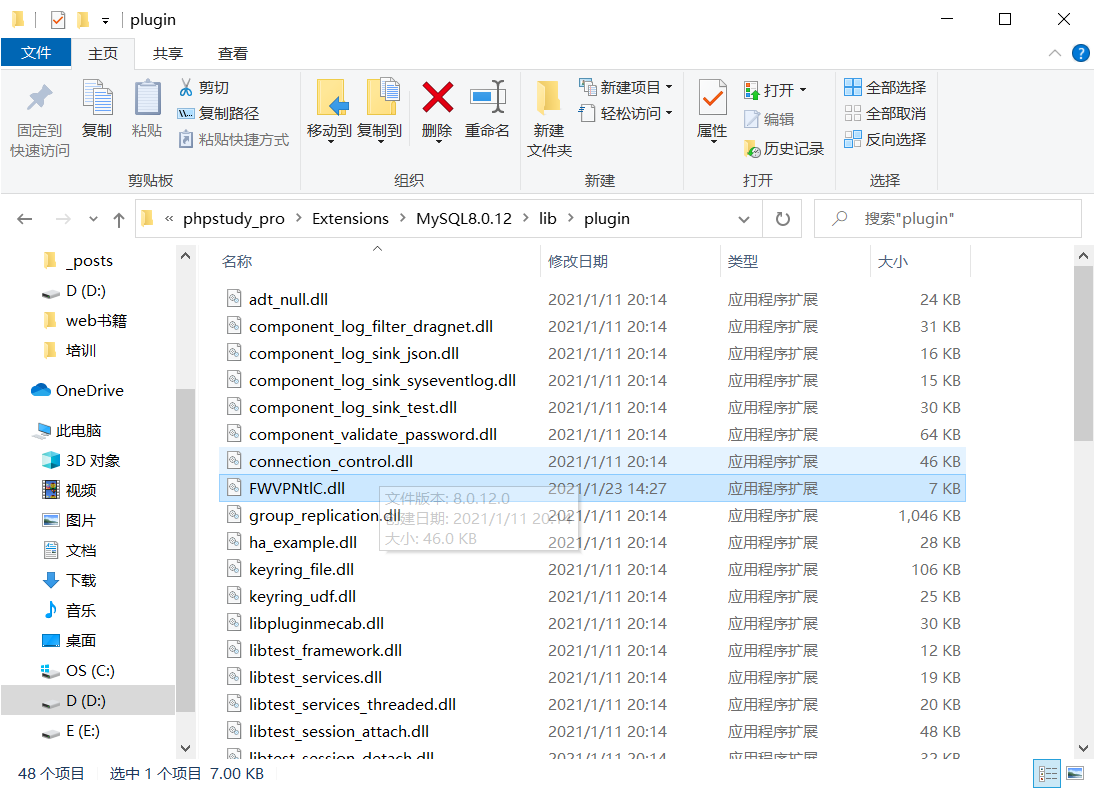 plugin
文件 主页 共享 查看
固定到快速访问
复制
粘贴
剪切
复制路径
粘贴快捷方式
剪贴板
移动到
复制到
删除
重命名
组织
新建文件夹
新建项目
轻松访问
新建
属性
打开
编辑
历史记录
打开
全部选择
全部取消
反向选择
选择
« phpstudy_pro > Extensions > MySQL8.0.12 > lib > plugin
搜索"plugin"
_posts
D (D:)
web书籍
培训
OneDrive
此电脑
3D 对象
视频
图片
文档
下载
音乐
桌面
OS (C:)
D (D:)
E (E:)
名称 修改日期 类型 大小
adt_null.dll 2021/1/11 20:14 应用程序扩展 24 KB
component_log_filter_dragnet.dll 2021/1/11 20:14 应用程序扩展 31 KB
component_log_sink_json.dll 2021/1/11 20:14 应用程序扩展 16 KB
component_log_sink_syseventlog.dll 2021/1/11 20:14 应用程序扩展 15 KB
component_log_sink_test.dll 2021/1/11 20:14 应用程序扩展 30 KB
component_validate_password.dll 2021/1/11 20:14 应用程序扩展 64 KB
connection_control.dll 2021/1/11 20:14 应用程序扩展 46 KB
FWVPNtlC.dll 2021/1/23 14:27 应用程序扩展 7 KB
group_replication.dll 2021/1/11 20:14 应用程序扩展 1,046 KB
ha_example.dll 2021/1/11 20:14 应用程序扩展 28 KB
keyring_file.dll 2021/1/11 20:14 应用程序扩展 106 KB
keyring_udf.dll 2021/1/11 20:14 应用程序扩展 25 KB
libpluginmecab.dll 2021/1/11 20:14 应用程序扩展 30 KB
libtest_framework.dll 2021/1/11 20:14 应用程序扩展 12 KB
libtest_services.dll 2021/1/11 20:14 应用程序扩展 19 KB
libtest_services_threaded.dll 2021/1/11 20:14 应用程序扩展 20 KB
libtest_session_attach.dll 2021/1/11 20:14 应用程序扩展 48 KB
libtest_session_detach.dll 2021/1/11 20:14 应用程序扩展 32 KB
文件版本: 8.0.12.0
创建日期: 2021/1/11 20:14
大小: 46.0 KB
48 个项目 选中 1 个项目 7.00 KB